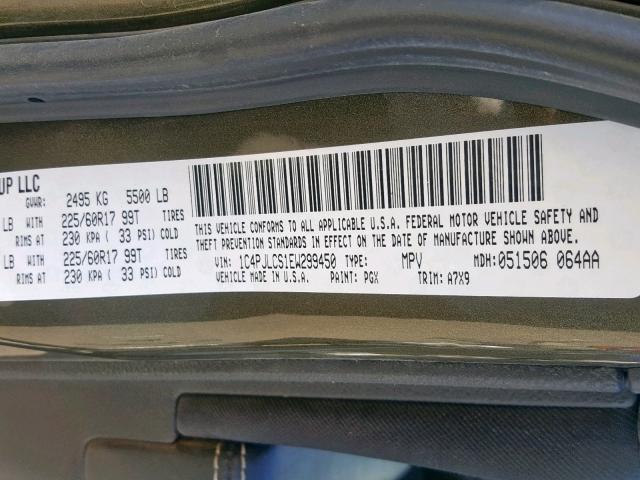 UP LLC
GVWR: 2495 KG 5500 LB
LB WITH 225/60R17 99T TIRES
RIMS AT 230 KPA ( 33 PSI) COLD
LB WITH 225/60R17 99T TIRES
RIMS AT 230 KPA ( 33 PSI) COLD
THIS VEHICLE CONFORMS TO ALL APPLICABLE U.S.A. FEDERAL MOTOR VEHICLE SAFETY AND
THEFT PREVENTION STANDARDS IN EFFECT ON THE DATE OF MANUFACTURE SHOWN ABOVE.
VIN: 1C4PJLCS1EW299450 TYPE: MPV MDH:051506 064AA
VEHICLE MADE IN U.S.A. PAINT: PGX TRIM: A7X9